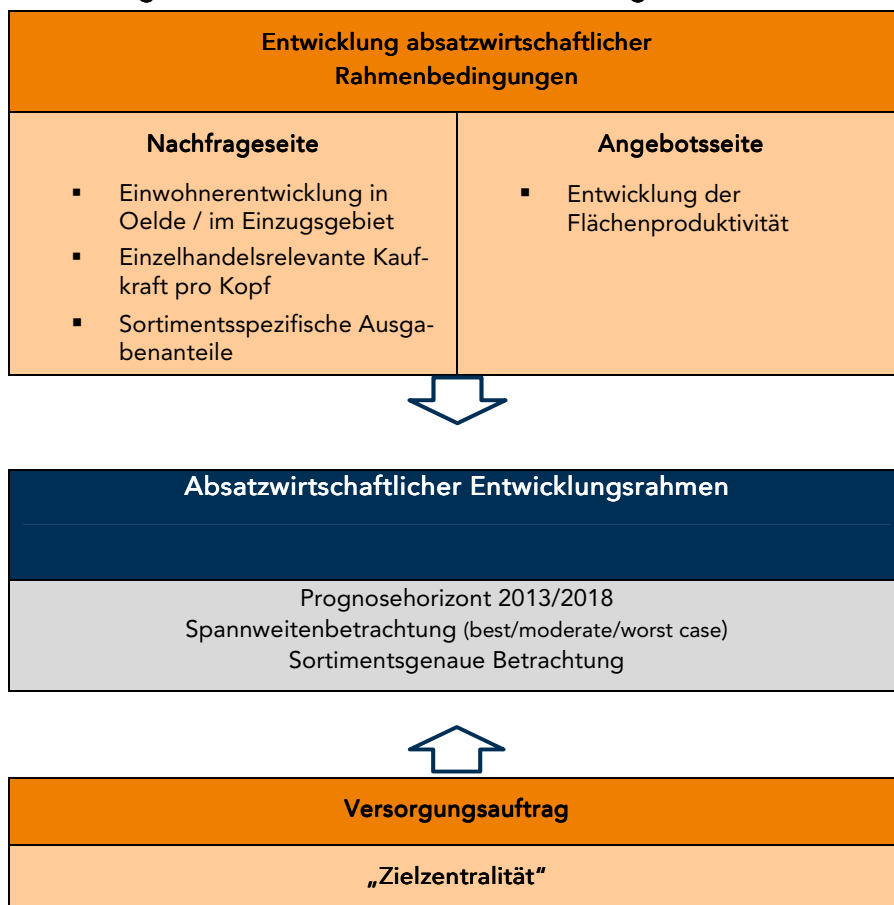 Entwicklung absatzwirtschaftlicher
Rahmenbedingungen
Nachfrageseite
▪ Einwohnerentwicklung in
Oelde / im Einzugsgebiet
▪ Einzelhandelsrelevante Kauf-
kraft pro Kopf
▪ Sortimentsspezifische Ausga-
benanteile
Angebotsseite
▪ Entwicklung der
Flächenproduktivität
Absatzwirtschaftlicher Entwicklungsrahmen
Prognosehorizont 2013/2018
Spannweitenbetrachtung (best/moderate/worst case)
Sortimentsgenaue Betrachtung
Versorgungsauftrag
„Zielzentralität“